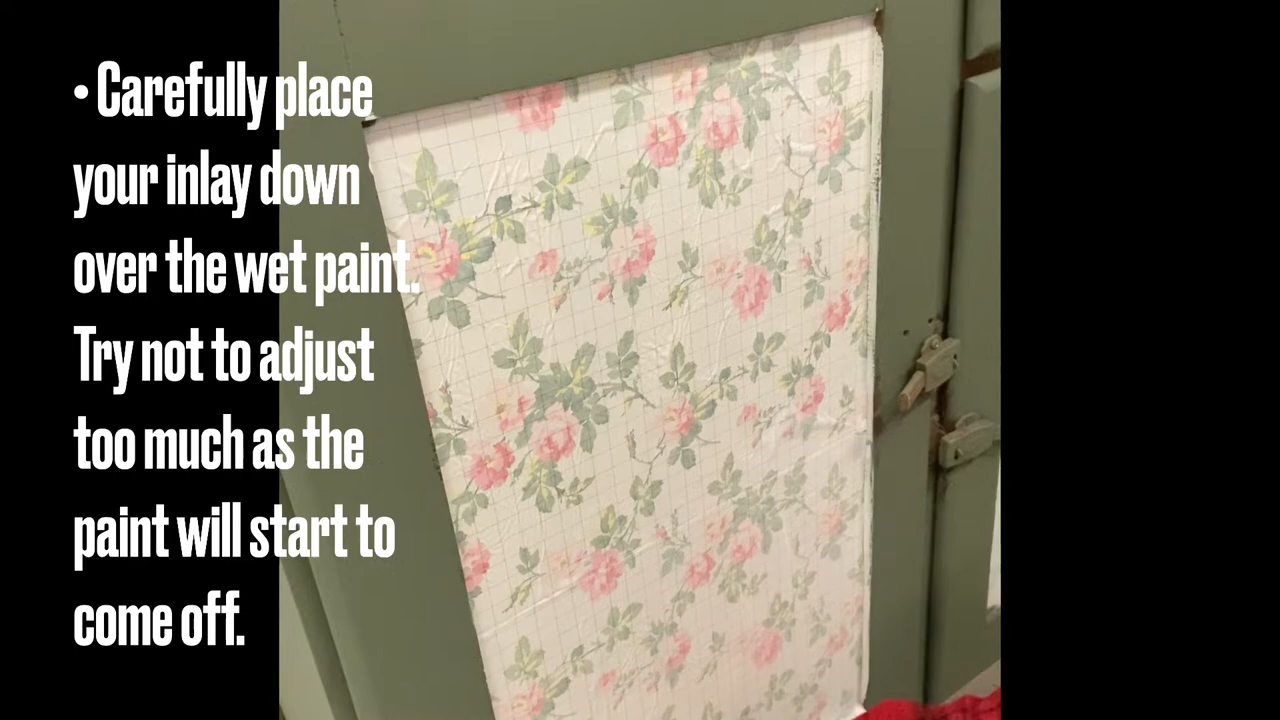 • Carefully place
your inlay down
over the wet paint.
Try not to adjust
too much as the
paint will start to
come off.